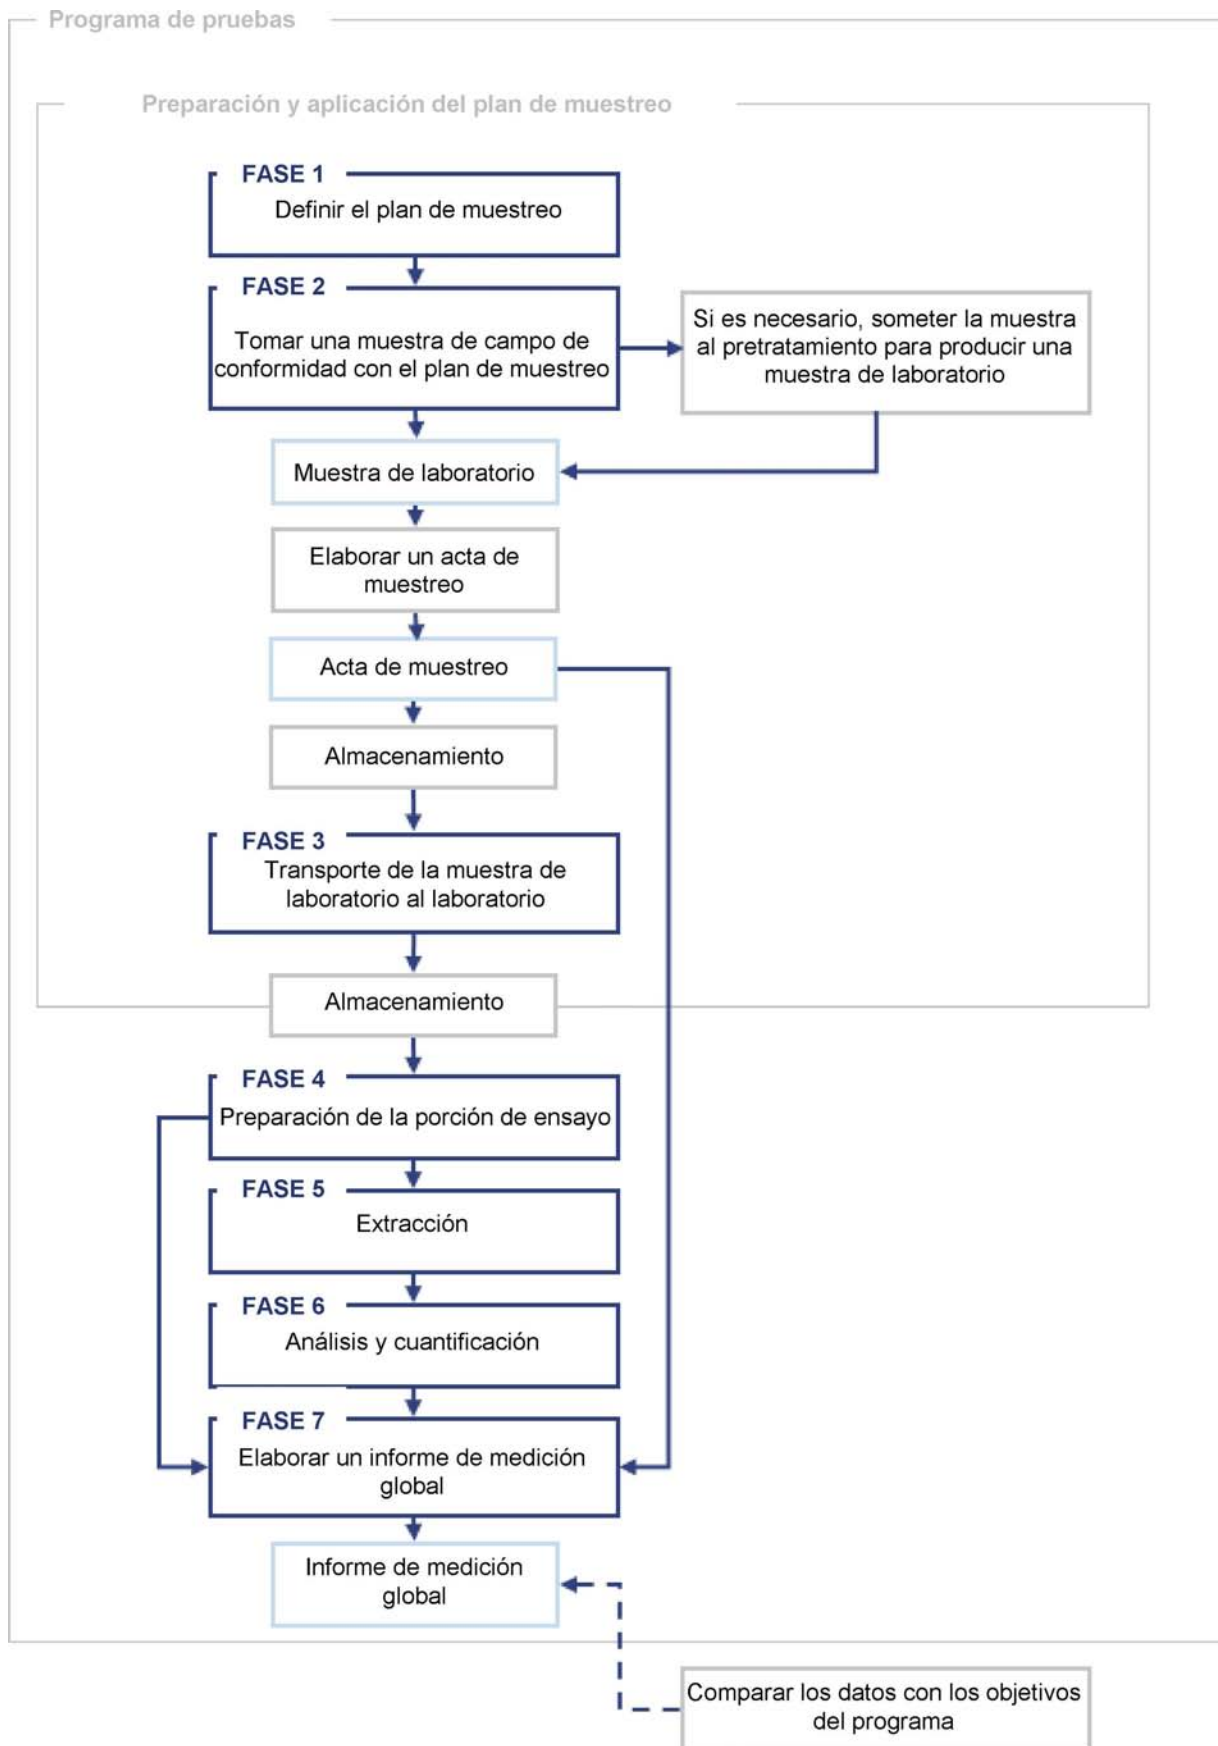 Programa de pruebas
Preparación y aplicación del plan de muestreo
FASE 1
Definir el plan de muestreo
FASE 2
Tomar una muestra de campo de
conformidad con el plan de muestreo
Si es necesario, someter la muestra
al pretratamiento para producir una
muestra de laboratorio
Muestra de laboratorio
Elaborar un acta de
muestreo
Acta de muestreo
Almacenamiento
FASE 3
Transporte de la muestra de
laboratorio al laboratorio
Almacenamiento
FASE 4
Preparación de la porción de ensayo
FASE 5
Extracción
FASE 6
Análisis y cuantificación
FASE 7
Elaborar un informe de medición
global
Informe de medición
global
Comparar los datos con los objetivos
del programa